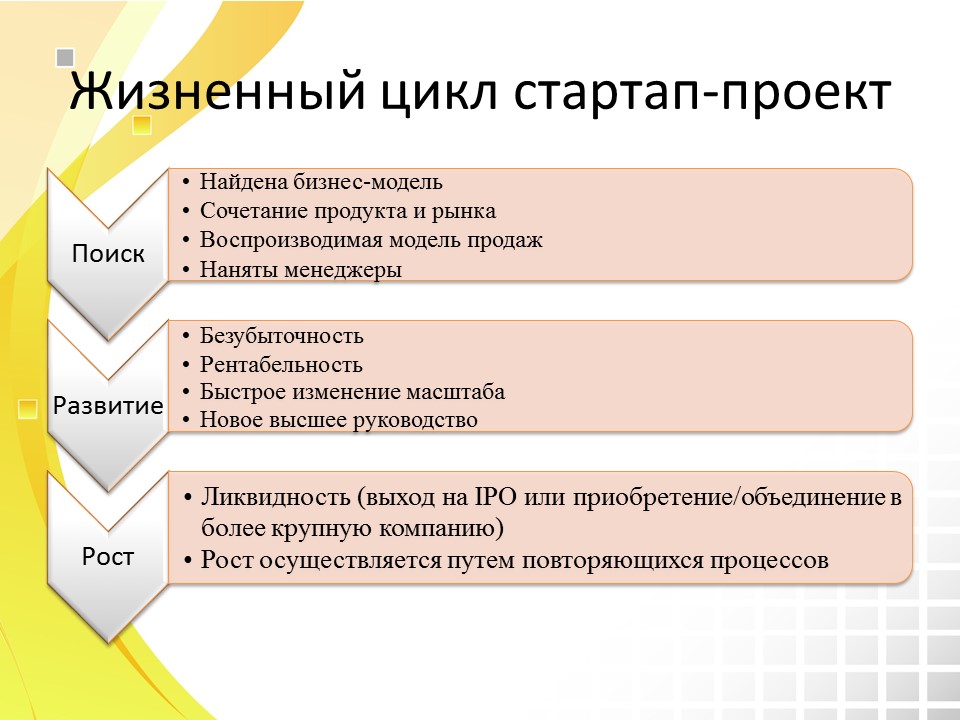 Жизненный цикл стартап-проект
Поиск
• Найдена бизнес-модель
• Сочетание продукта и рынка
• Воспроизводимая модель продаж
• Наняты менеджеры
Развитие
• Безубыточность
• Рентабельность
• Быстрое изменение масштаба
• Новое высшее руководство
Рост
• Ликвидность (выход на IPO или приобретение/объединение в
более крупную компанию)
• Рост осуществляется путем повторяющихся процессов